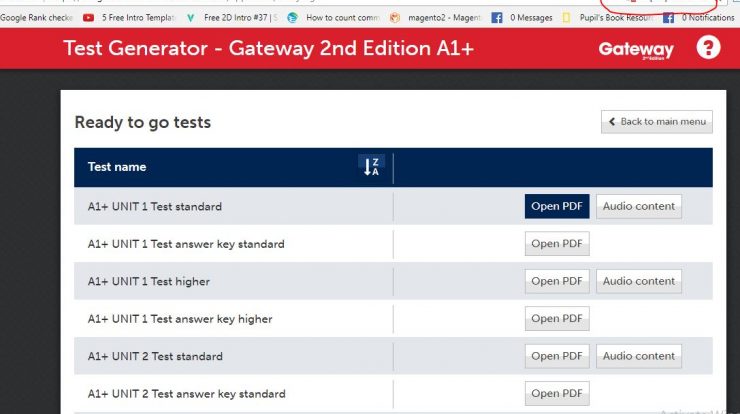 Google Rank checke 5 Free Intro Templat Free 2D Intro #37 | S How to count comm magento2 - Magent 0 Messages Pupil's Book Resour 0 Notifications
Test Generator - Gateway 2nd Edition A1+ Gateway ?
2nd Edition
Ready to go tests Back to main menu
Test name Z A
A1+ UNIT 1 Test standard Open PDF Audio content
A1+ UNIT 1 Test answer key standard Open PDF
A1+ UNIT 1 Test higher Open PDF Audio content
A1+ UNIT 1 Test answer key higher Open PDF
A1+ UNIT 2 Test standard Open PDF Audio content
A1+ UNIT 2 Test answer key standard Open PDF